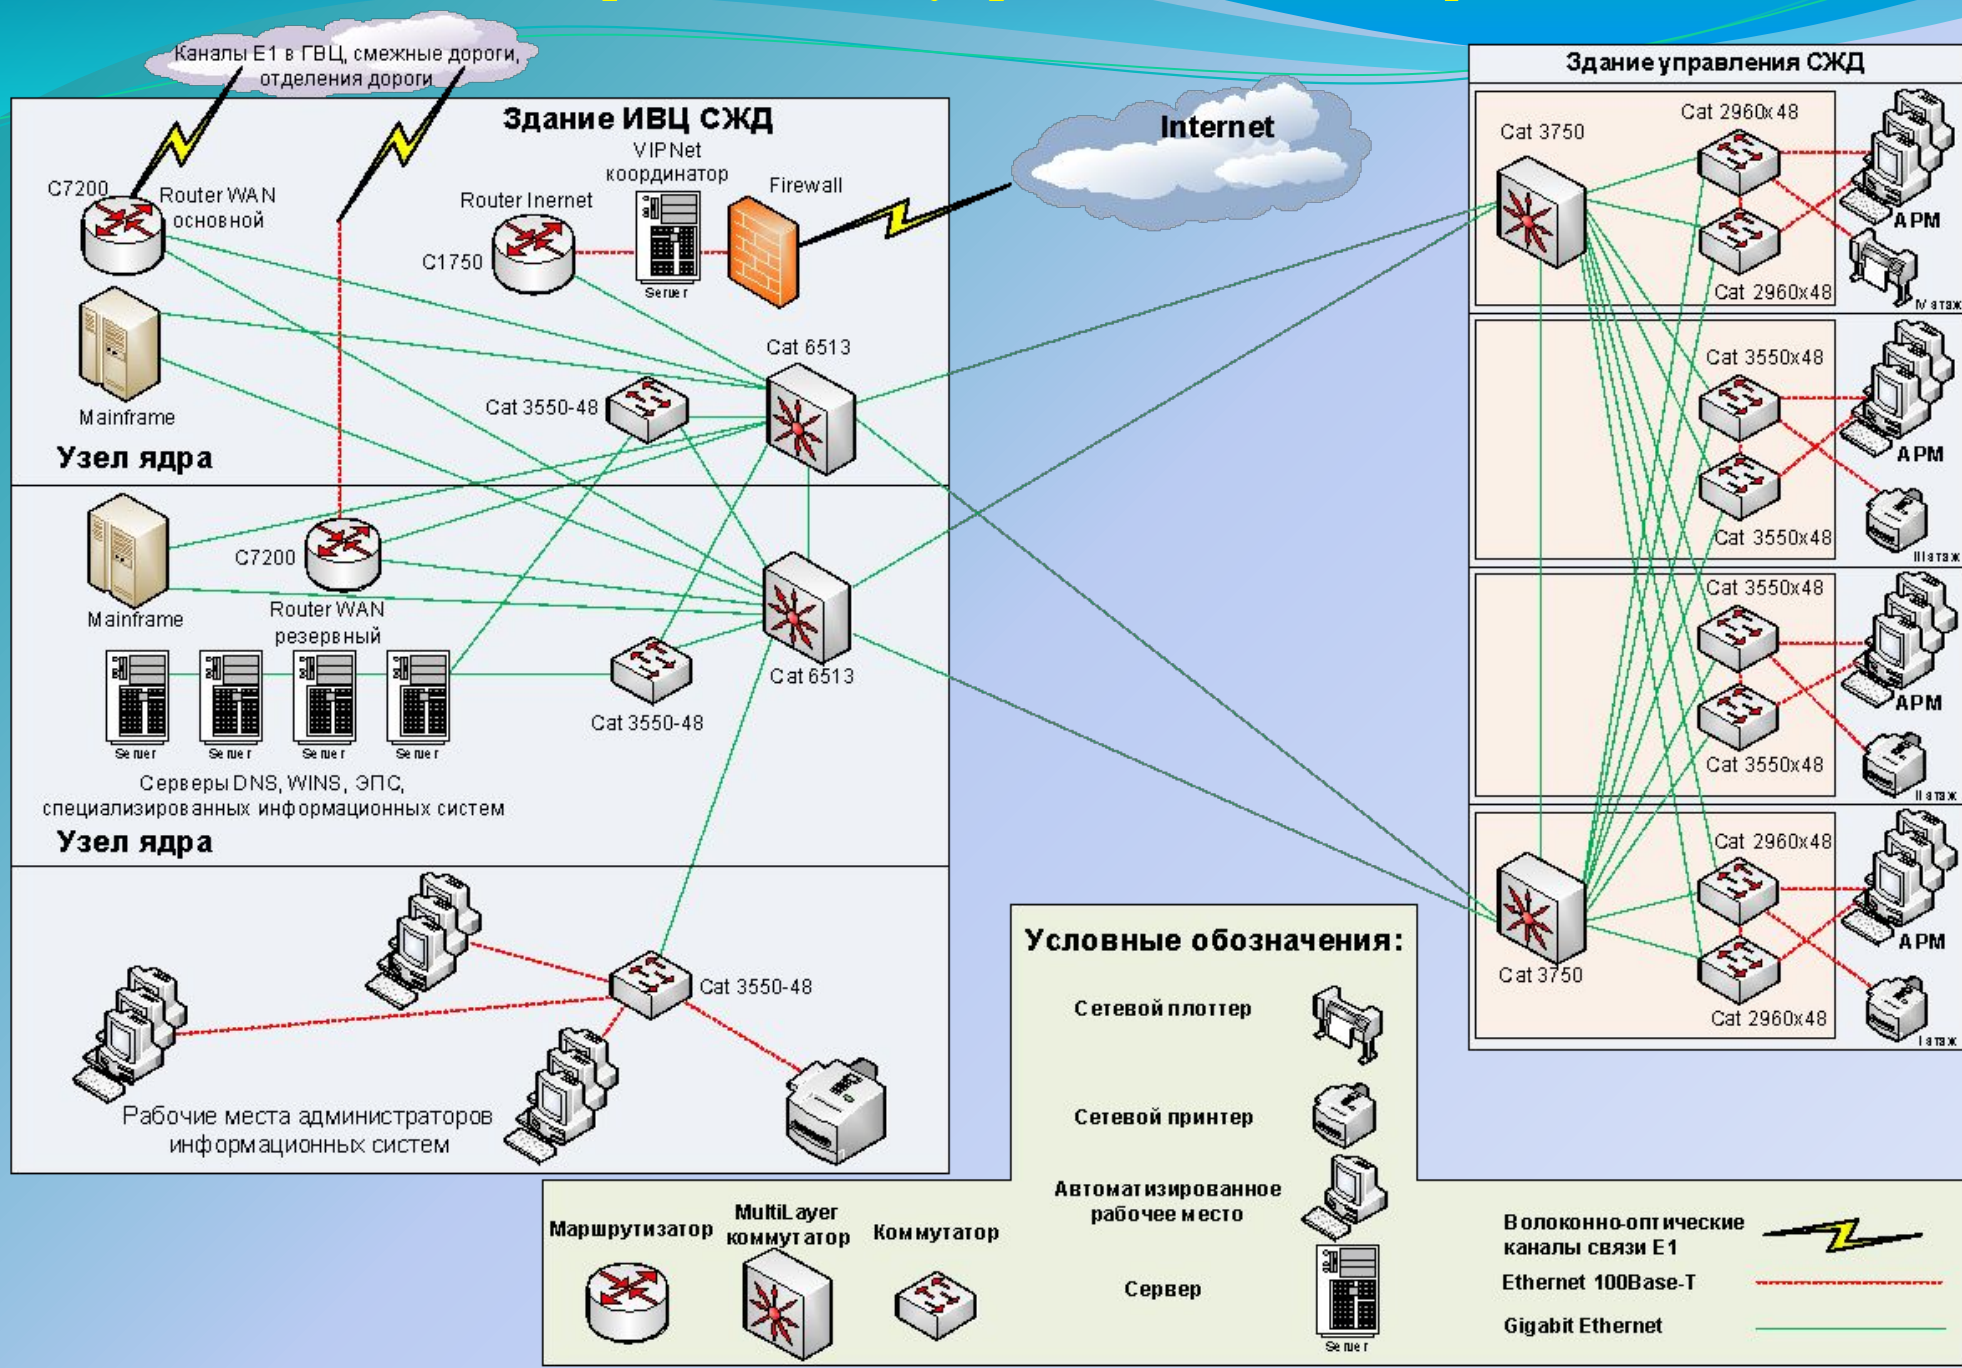 Каналы E1 в ГВЦ, смежные дороги,
отделения дороги
Здание ИВЦ СЖД
C7200
Router WAN
основной
Router Inernet
C1750
VIPNet
координатор
Server
Firewall
Internet
Mainframe
Узел ядра
Cat 6513
Cat 3550-48
Mainframe
C7200
Router WAN
резервный
Cat 6513
Cat 3550-48
Server
Server
Server
Server
Серверы DNS, WINS, ЭПС,
специализированных информационных систем
Узел ядра
Cat 3550-48
Рабочие места администраторов
информационных систем
Здание управления СЖД
Cat 3750
Cat 2960x48
Cat 2960x48
АРМ
IV этаж
Cat 3550x48
Cat 3550x48
АРМ
III этаж
Cat 3550x48
Cat 3550x48
АРМ
II этаж
Cat 3750
Cat 2960x48
Cat 2960x48
АРМ
I этаж
Условные обозначения:
Сетевой плоттер
Сетевой принтер
Автоматизированное
рабочее место
Сервер
Server
Маршрутизатор
MultiLayer
коммутатор
Коммутатор
Волоконно-оптические
каналы связи E1
Ethernet 100Base-T
Gigabit Ethernet